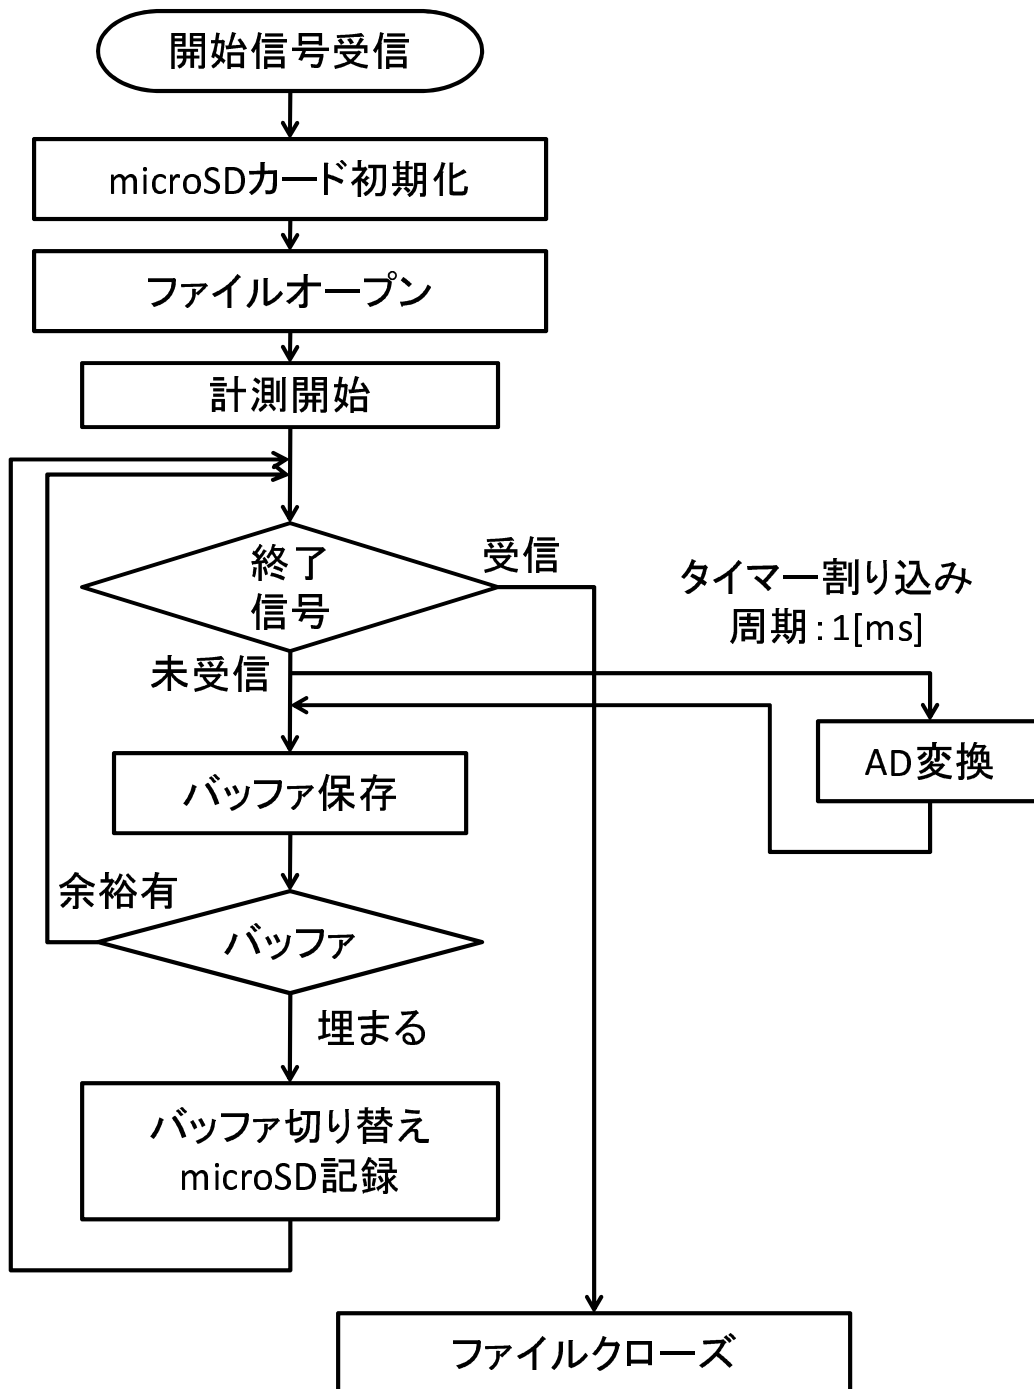 開始信号受信
microSDカード初期化
ファイルオープン
計測開始
終了
信号
受信
タイマー割り込み
周期：1[ms]
未受信
AD変換
バッファ保存
余裕有
バッファ
埋まる
バッファ切り替え
microSD記録
ファイルクローズ